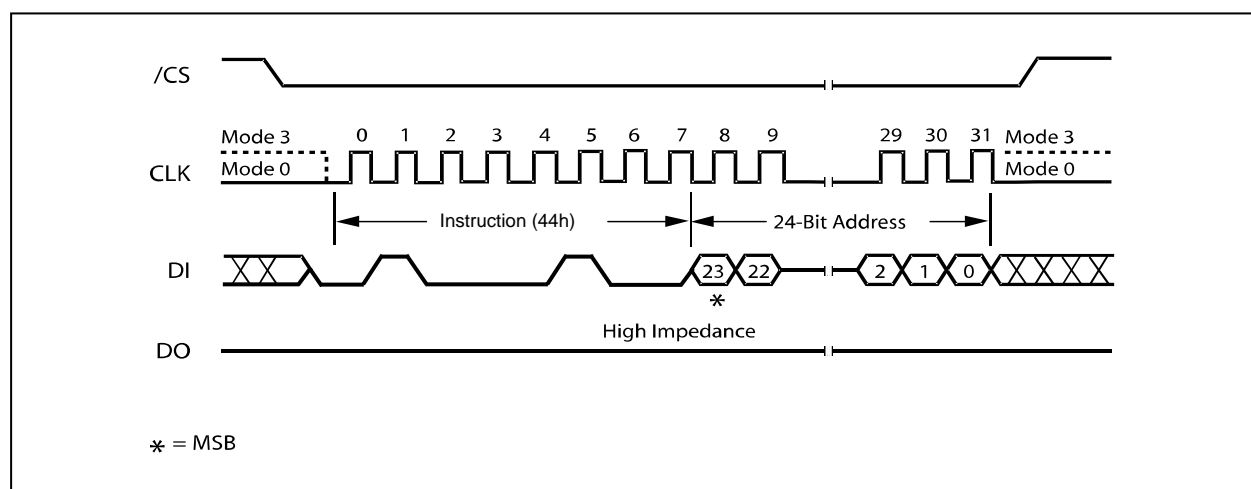 /CS
Mode 3 0 1 2 3 4 5 6 7 8 9 29 30 31 Mode 3
CLK Mode 0 Mode 0
Instruction (44h) 24-Bit Address
DI 23 22 2 1 0
*
High Impedance
DO
* = MSB